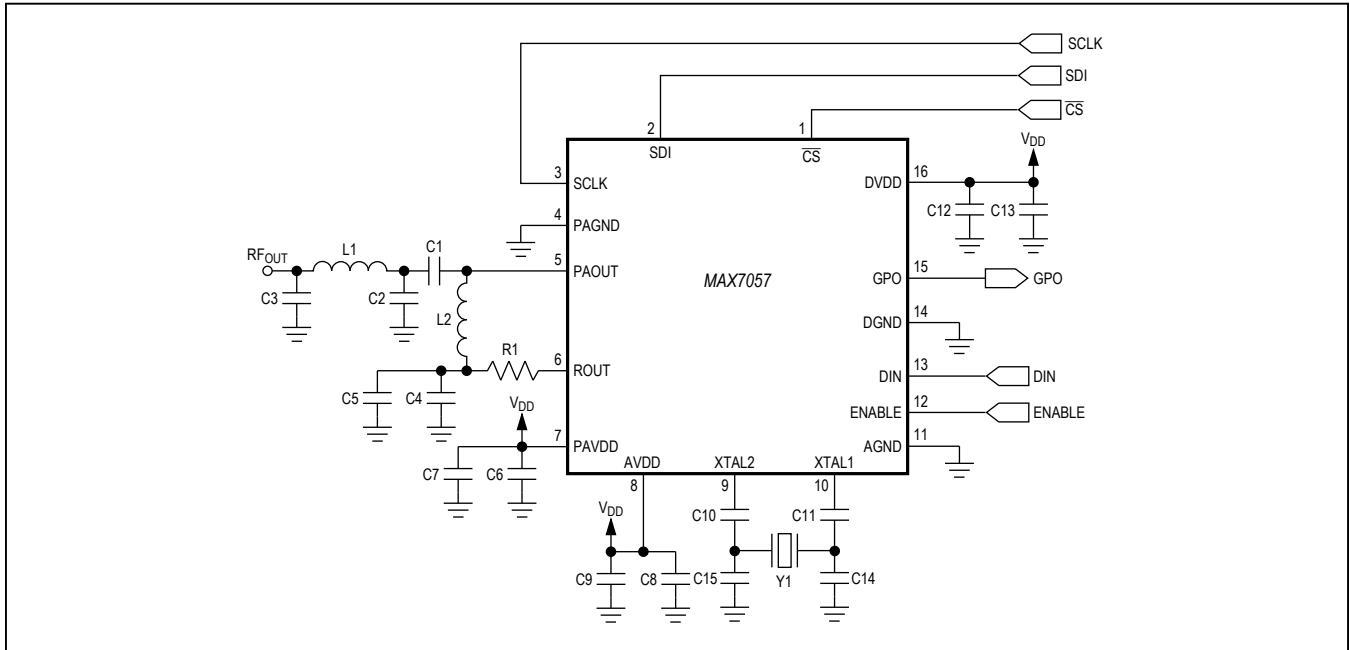 SCLK
SDI
C̅S̅
2
1
SDI
C̅S̅
VDD
3
SCLK
DVDD
16
C12
C13
4
PAGND
RFOUT
L1
C1
5
PAOUT
MAX7057
GPO
15
GPO
C3
C2
L2
DGND
14
R1
6
ROUT
DIN
13
DIN
C5
C4
VDD
ENABLE
12
ENABLE
7
PAVDD
AGND
11
C7
C6
AVDD
XTAL2
XTAL1
8
9
10
VDD
C10
C11
C9
C8
C15
Y1
C14